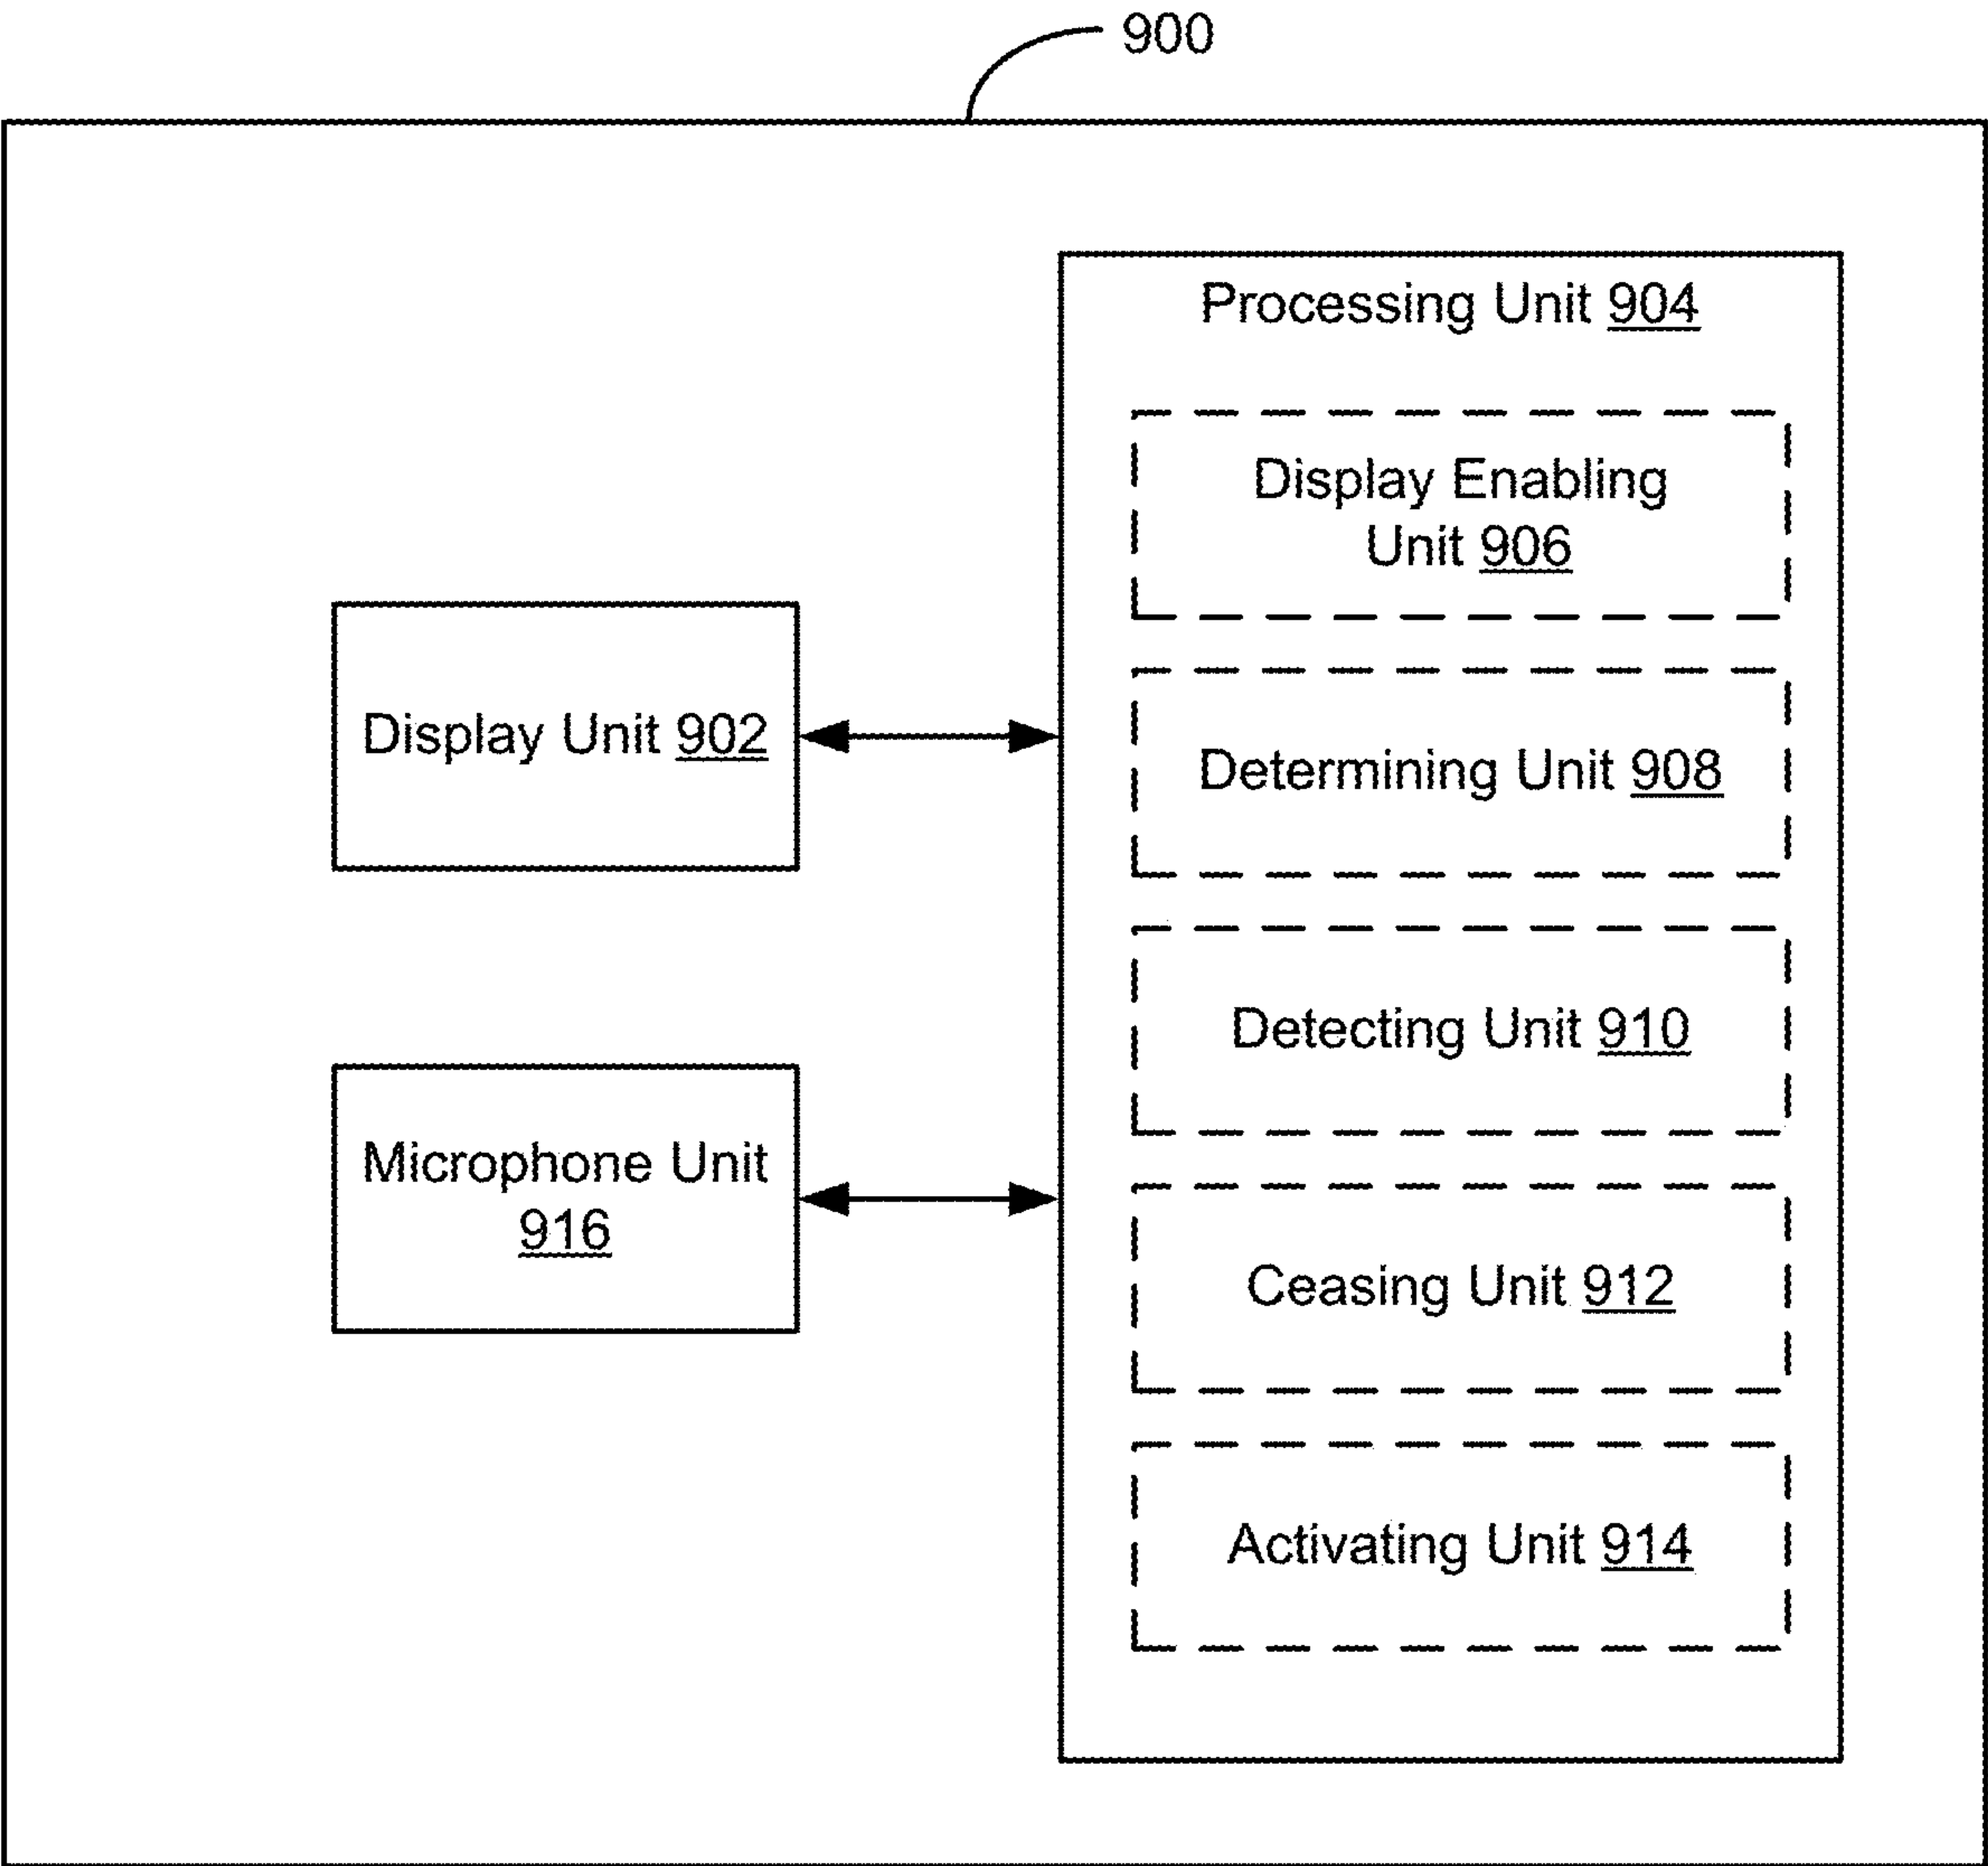 900
Processing Unit 904
Display Enabling
Unit 906
Display Unit 902
Determining Unit 908
Detecting Unit 910
Microphone Unit
916
Ceasing Unit 912
Activating Unit 914